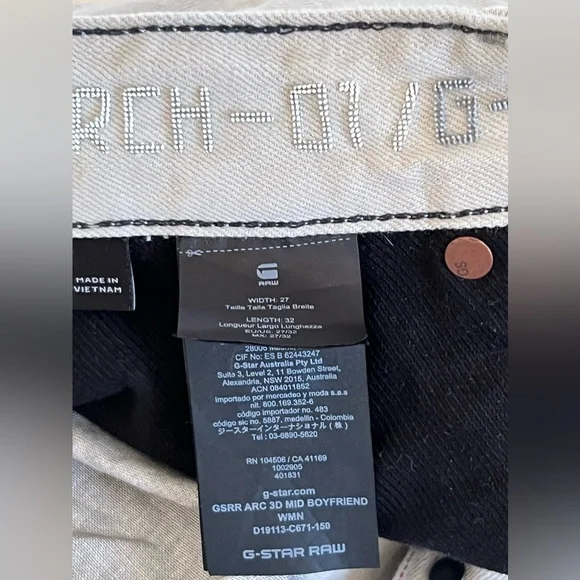 RCH-01/G-
MADE IN
VIETNAM
GS
RAW
WIDTH: 27
Teille Talla Taglia Breite
LENGTH: 32
Longueur Largo Lunghezza
EU/US: 27/32
MX: 27/32
28006
CIF No: ES B 62443247
G-Star Australia Pty Ltd
Suite 3, Level 2, 11 Bowden Street,
Alexandria, NSW 2015, Australia
ACN 084011852
Importado por mercadeo y moda s.a.s
nit. 800.169.352-6
código importador no. 483
código sic no. 5887, medellin - Colombia
ジースターインターナショナル (株)
Tel: 03-6890-5620
RN 104506 / CA 41169
1002905
401831
g-star.com
GSRR ARC 3D MID BOYFRIEND
WMN
D19113-C671-150
G-STAR RAW